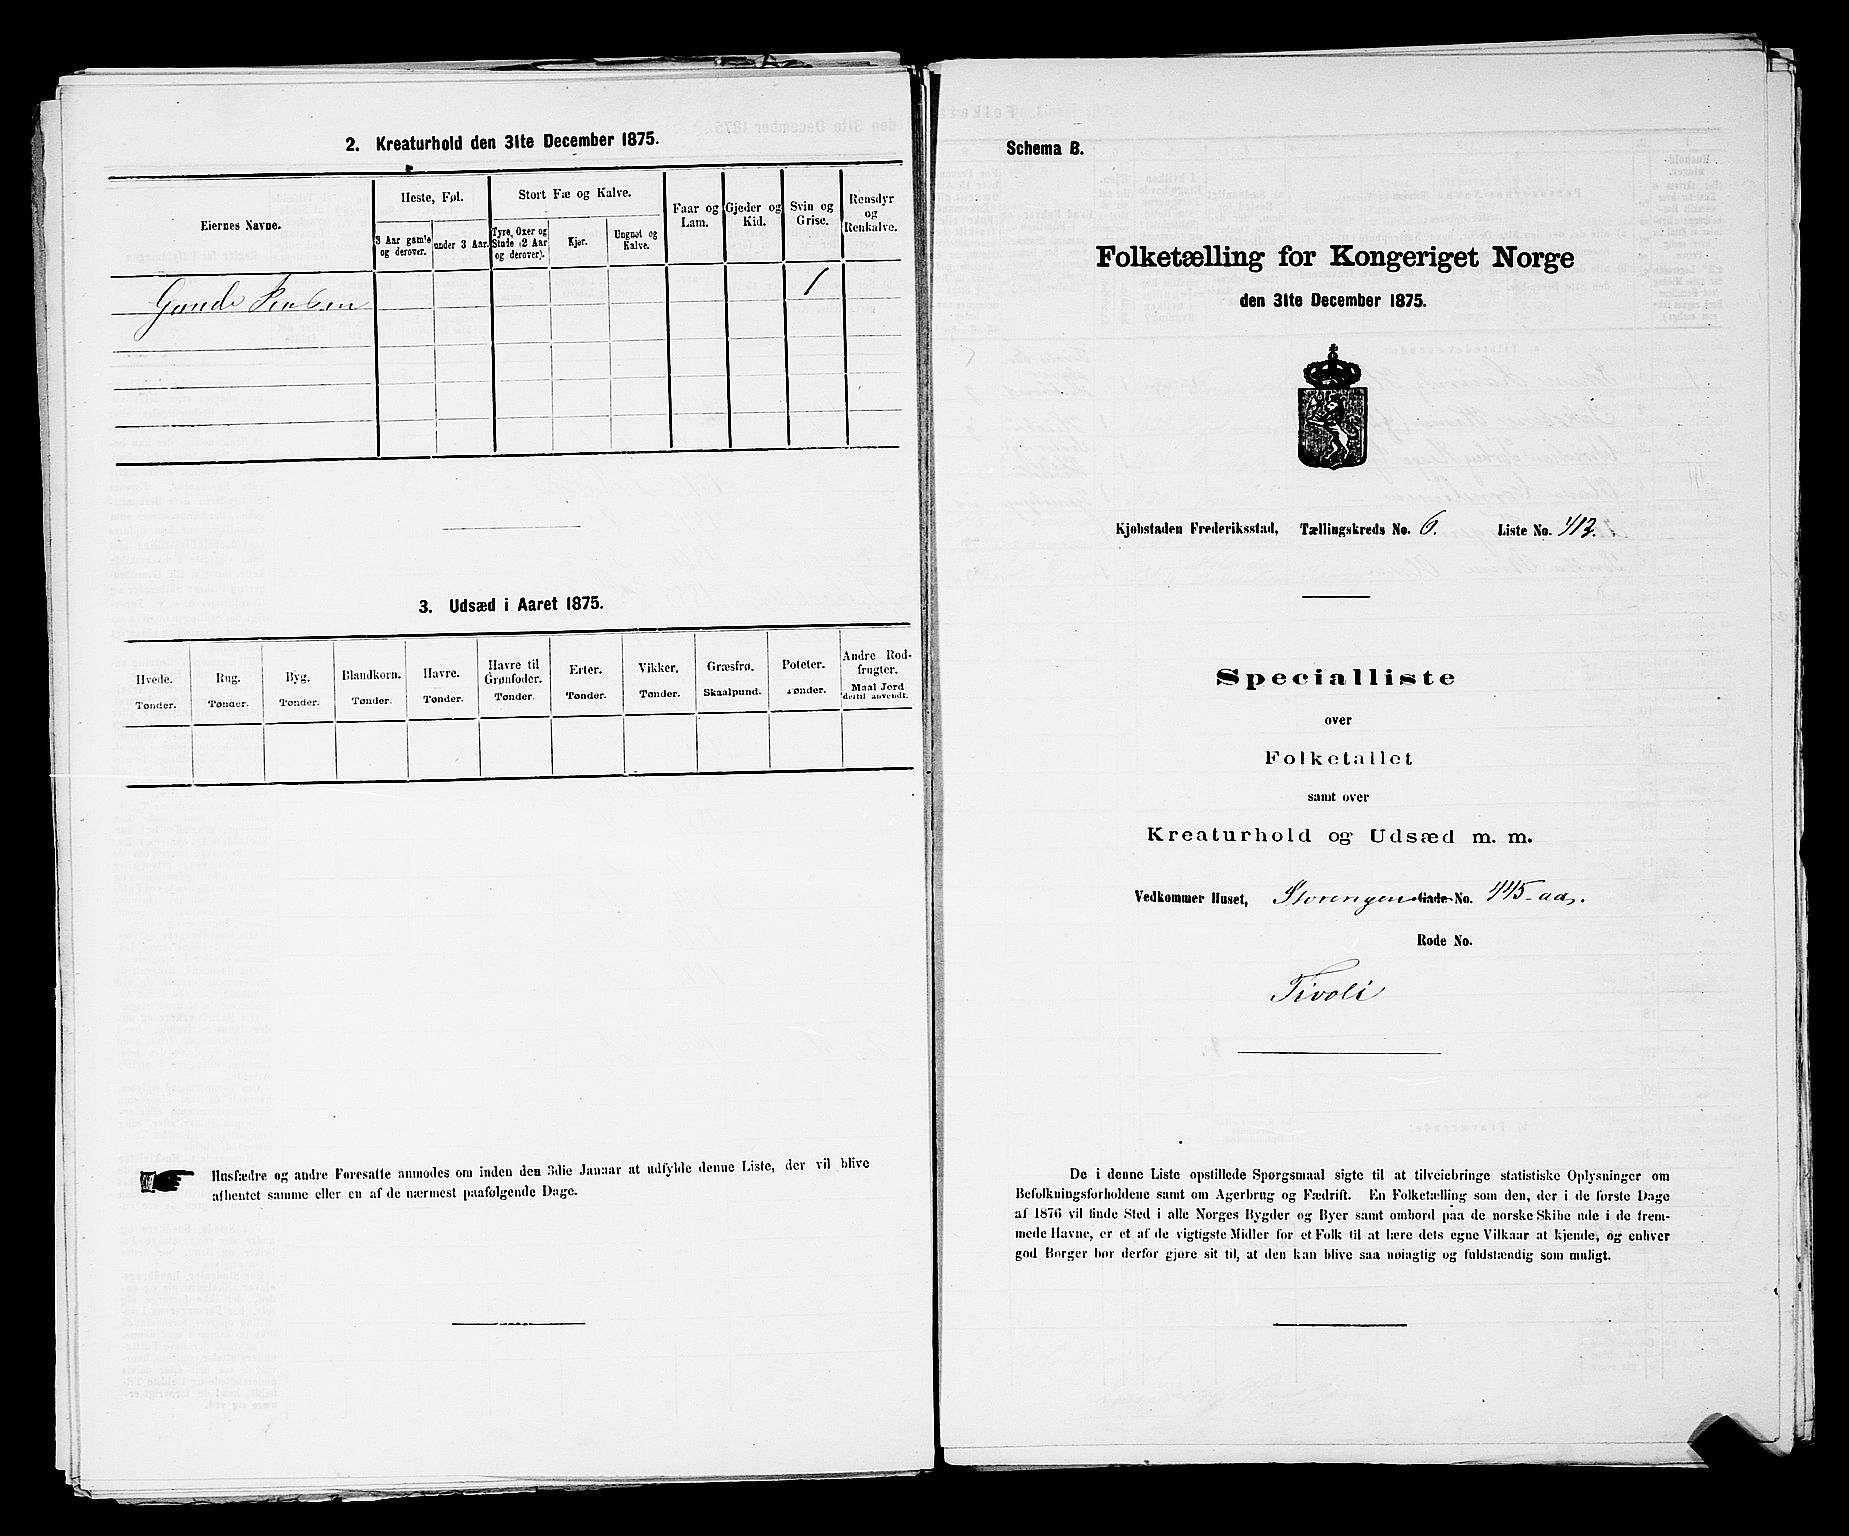 2. Kreaturhold den 31te December 1875.
Eiernes Navne.
Heste, Føl.
3 Aar gamle og derover.
under 3 Aar.
Stort Fæ og Kalve.
Tyre, Oxer og Stude (2 Aar og derover).
Kjør.
Ungnøt og Kalve.
Faar og Lam.
Gjeder og Kid.
Svin og Grise.
Rensdyr og Renkalve.
1
3. Udsæd i Aaret 1875.
Hvede. Tønder.
Rug. Tønder.
Byg. Tønder.
Blandkorn. Tønder.
Havre. Tønder.
Havre til Grønfoder. Tønder.
Erter. Tønder.
Vikker. Tønder.
Græsfrø. Skaalpund.
Poteter. Tønder.
Andre Rodfrugter. Maal Jord dertil anvendt.
Husfædre og andre Foresatte anmodes om inden den 3die Januar at udfylde denne Liste, der vil blive
afhentet samme eller en af de nærmest paafølgende Dage.
Schema B.
Folketælling for Kongeriget Norge
den 31te December 1875.
Kjøbstaden Frederiksstad, Tællingskreds No. 6. Liste No. 413.
Specialliste
over
Folketallet
samt over
Kreaturhold og Udsæd m. m.
Vedkommer Huset, Storengen Gade No. 445-aa.
Rode No.
Tivoli
De i denne Liste opstillede Spørgsmaal sigte til at tilveiebringe statistiske Oplysninger om
Befolkningsforholdene samt om Agerbrug og Fædrift. En Folketælling som den, der i de første Dage
af 1876 vil finde Sted i alle Norges Bygder og Byer samt ombord paa de norske Skibe ude i de frem-
mede Havne, er et af de vigtigste Midler for et Folk til at lære dets egne Vilkaar at kjende, og enhver
god Borger bør derfor gjøre sit til, at den kan blive saa nøiagtig og fuldstændig som muligt.